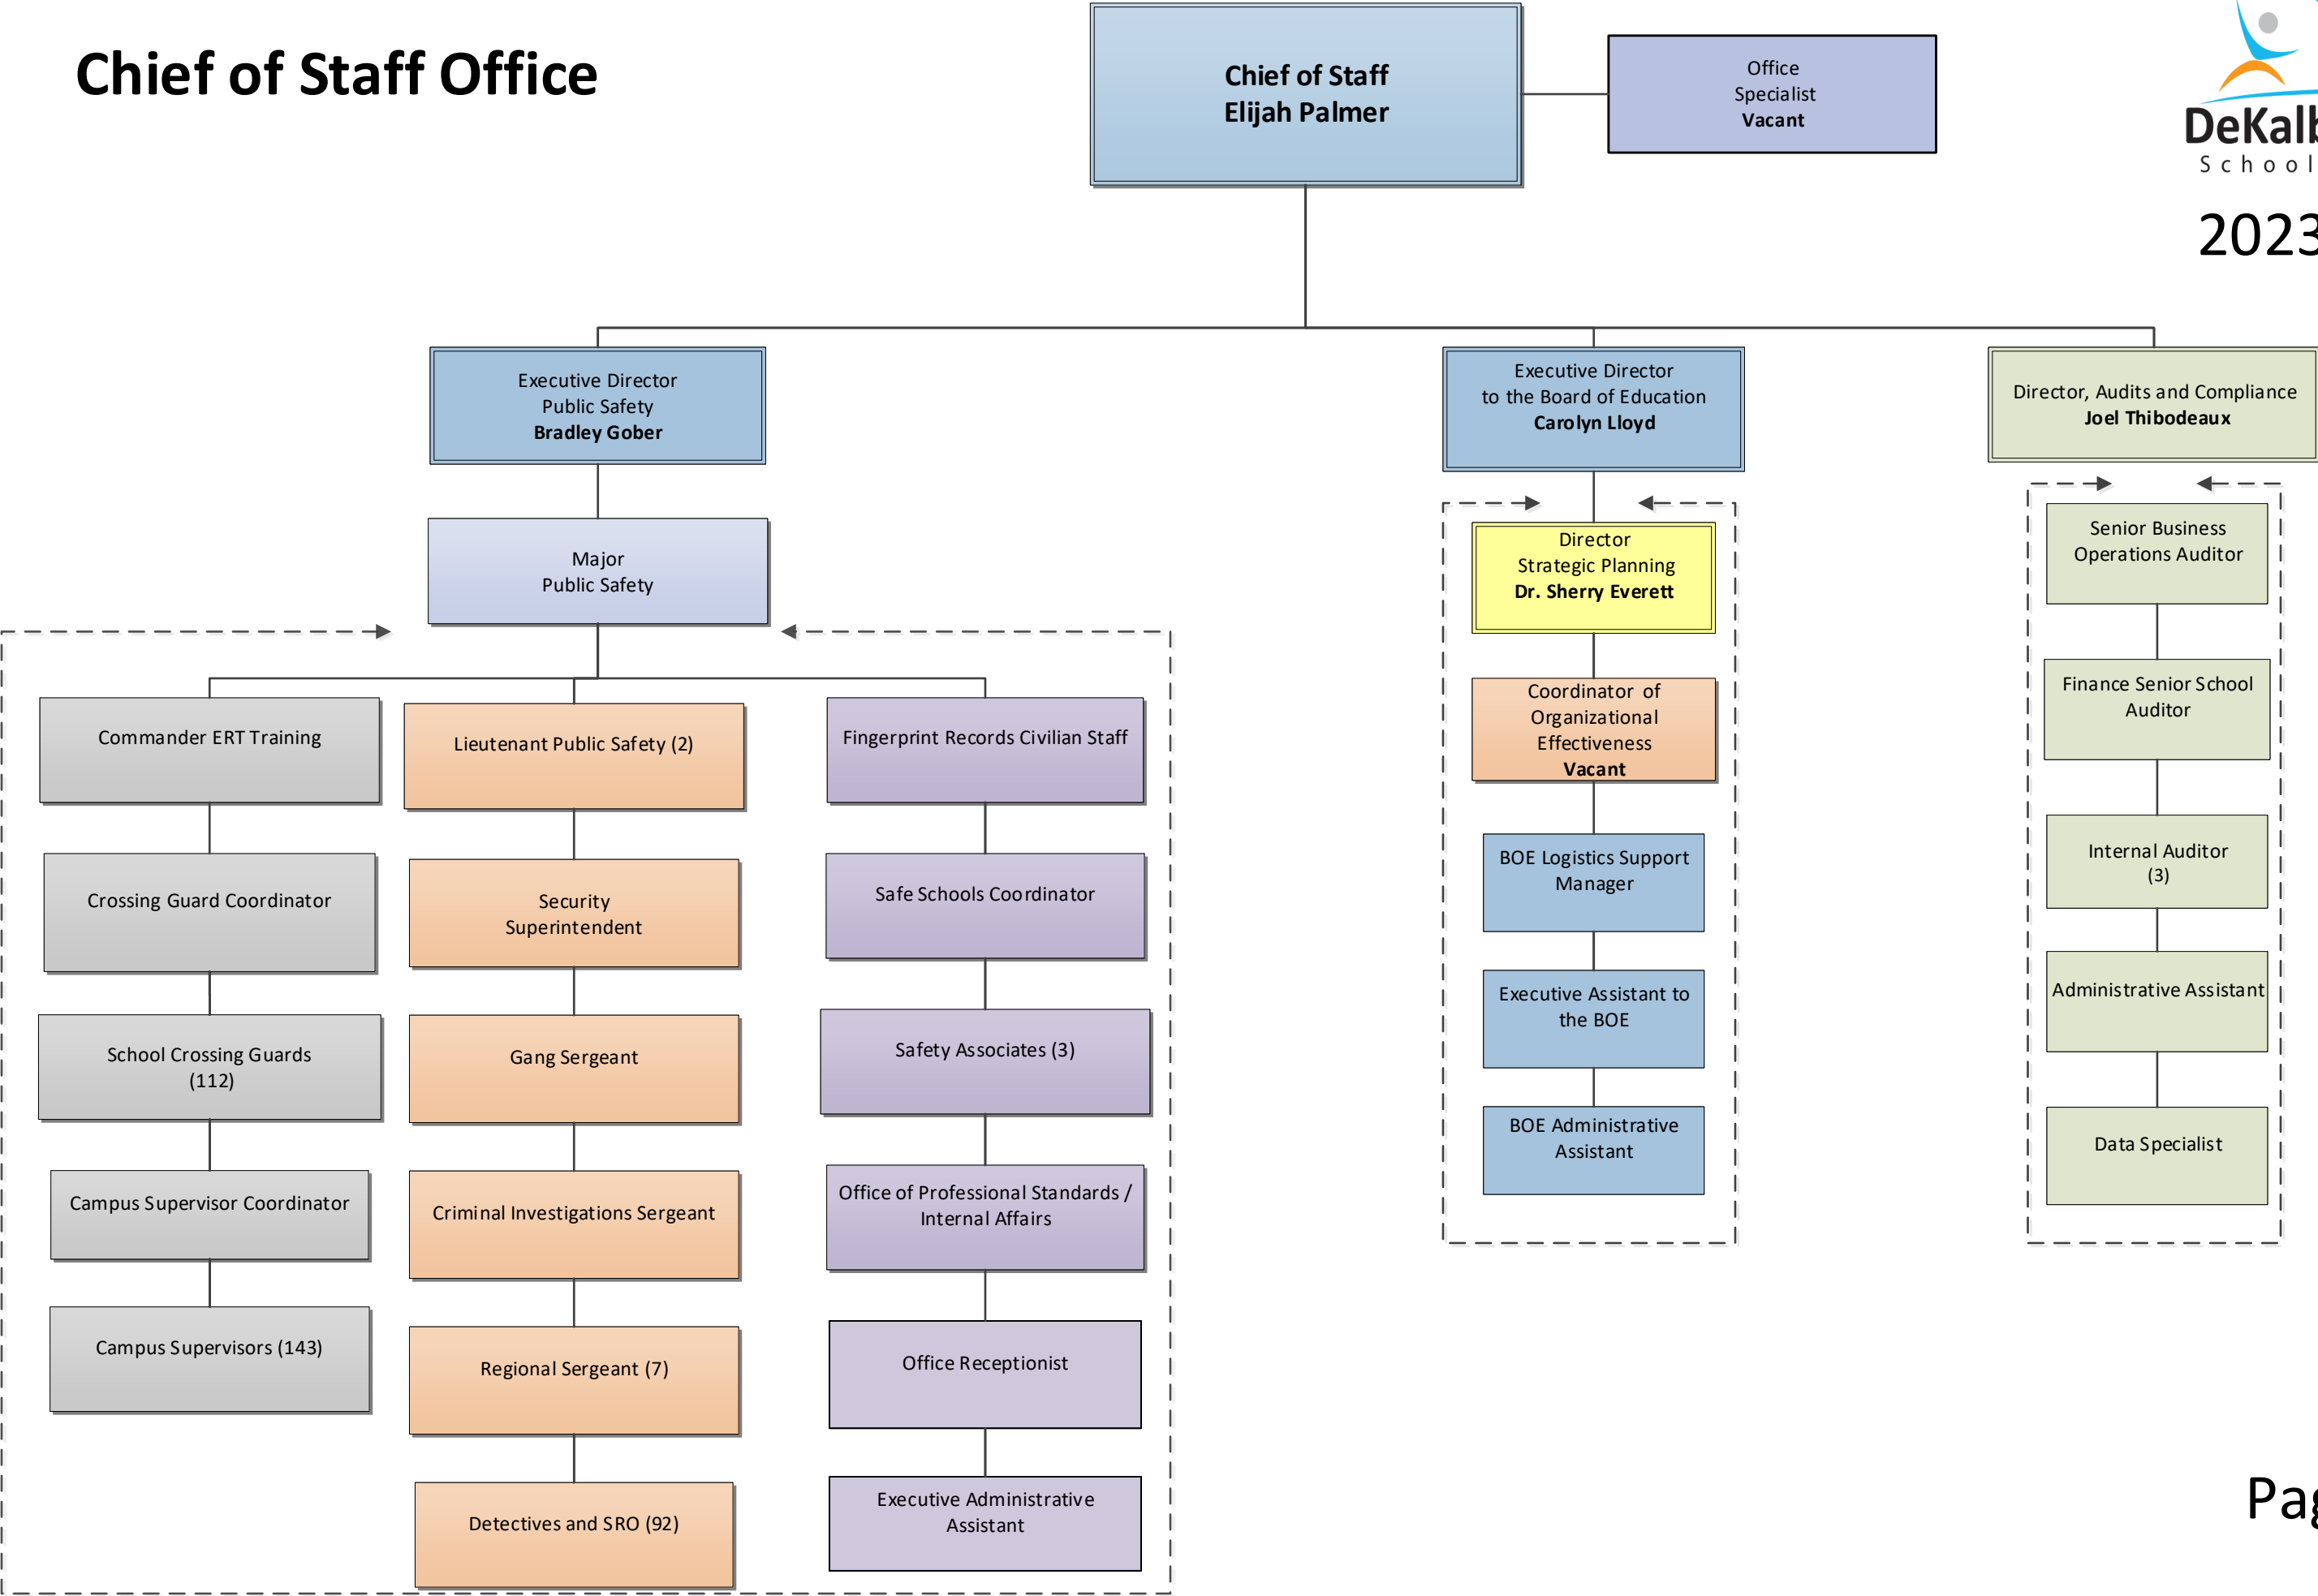 Chief of Staff Office
Chief of Staff
Elijah Palmer
Office
Specialist
Vacant
DeKalb
School
2023
Executive Director
Public Safety
Bradley Gober
Executive Director
to the Board of Education
Carolyn Lloyd
Director, Audits and Compliance
Joel Thibodeaux
Major
Public Safety
Commander ERT Training
Crossing Guard Coordinator
School Crossing Guards
(112)
Campus Supervisor Coordinator
Campus Supervisors (143)
Lieutenant Public Safety (2)
Security
Superintendent
Gang Sergeant
Criminal Investigations Sergeant
Regional Sergeant (7)
Detectives and SRO (92)
Fingerprint Records Civilian Staff
Safe Schools Coordinator
Safety Associates (3)
Office of Professional Standards /
Internal Affairs
Office Receptionist
Executive Administrative
Assistant
Director
Strategic Planning
Dr. Sherry Everett
Coordinator of
Organizational
Effectiveness
Vacant
BOE Logistics Support
Manager
Executive Assistant to
the BOE
BOE Administrative
Assistant
Senior Business
Operations Auditor
Finance Senior School
Auditor
Internal Auditor
(3)
Administrative Assistant
Data Specialist